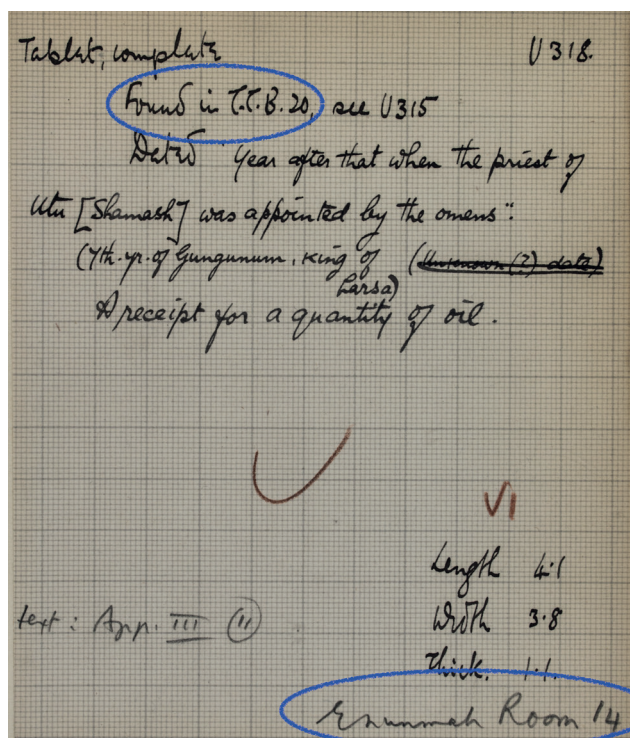 Tablet, complete U 318.
Found in T.T.B. 20, see U315
Dated "Year after that when the priest of
Utu [Shamash] was appointed by the omens".
(7th. yr. of Gungunum, King of Larsa) (Unknown (?) date)
A receipt for a quantity of oil.
VI
Length 4.1
Width 3.8
Thick. 1.1.
text: App. III (11)
Enunmah Room 14